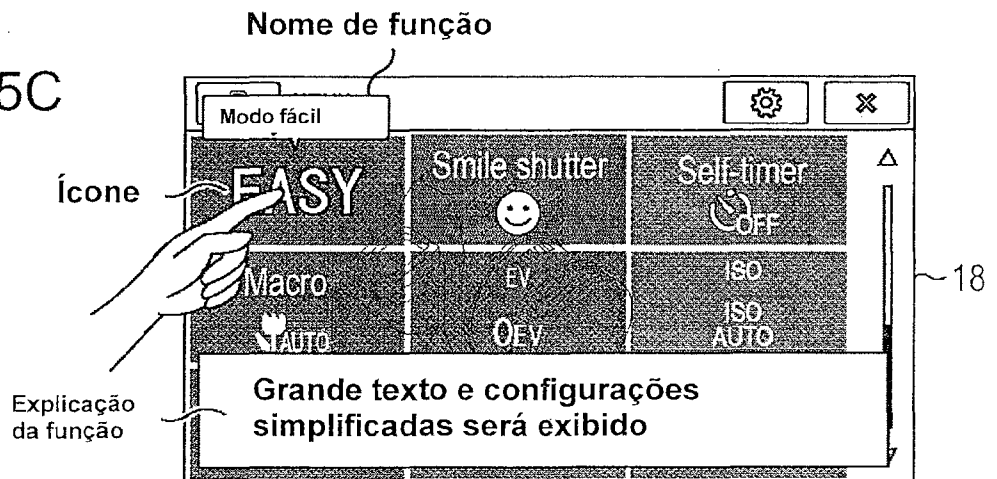 Nome de função
5C
Modo fácil
Ícone
EASY
Smile shutter
Self-timer
OFF
Macro
AUTO
EV
0EV
ISO
ISO
AUTO
18
Explicação
da função
Grande texto e configurações
simplificadas será exibido